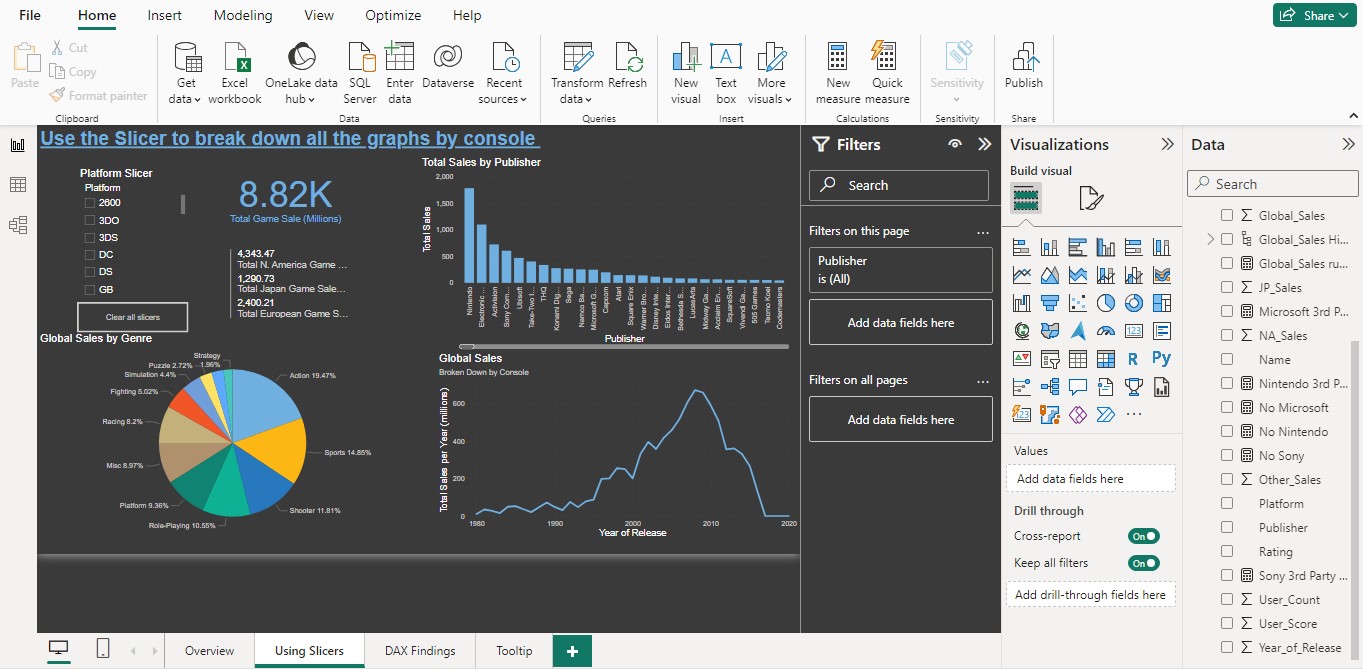 File Home Insert Modeling View Optimize Help
Share
Paste
Cut
Copy
Format painter
Clipboard
Get data
Excel workbook
OneLake data hub
SQL Server
Enter data
Dataverse
Recent sources
Data
Transform data
Refresh
Queries
New visual
Text box
More visuals
Insert
New measure
Quick measure
Calculations
Sensitivity
Sensitivity
Publish
Share
Use the Slicer to break down all the graphs by console
Platform Slicer
Platform
2600
3DO
3DS
DC
DS
GB
Clear all slicers
8.82K
Total Game Sale (Millions)
4,343.47
Total N. America Game ...
1,290.73
Total Japan Game Sale...
2,400.21
Total European Game S...
Total Sales by Publisher
Total Sales
2,000
1,500
1,000
500
0
Nintendo
Electronic ...
Activision
Sony Com...
Ubisoft
Take-Two I...
THQ
Konami Dig...
Sega
Namco Ba...
Microsoft G...
Capcom
Atari
Square Enix
Warner Bro...
Disney Inte...
Eidos Inter...
Bethesda S...
LucasArts
Midway Ga...
Acclaim En...
SquareSoft
Vivendi Ga...
505 Games
Tecmo Koei
Codemasters
Publisher
Global Sales by Genre
Strategy
1.96%
Puzzle 2.72%
Simulation 4.4%
Fighting 5.02%
Racing 8.2%
Misc 8.97%
Platform 9.36%
Role-Playing 10.55%
Shooter 11.81%
Sports 14.85%
Action 19.47%
Global Sales
Broken Down by Console
Total Sales per Year (millions)
600
400
200
0
1980 1990 2000 2010 2020
Year of Release
Filters
Search
Filters on this page
...
Publisher
is (All)
Add data fields here
Filters on all pages
...
Add data fields here
Visualizations
Build visual
R
Py
123
...
Values
Add data fields here
Drill through
Cross-report
On
Keep all filters
On
Add drill-through fields here
Data
Search
Global_Sales
Global_Sales Hi...
Global_Sales ru...
JP_Sales
Microsoft 3rd P...
NA_Sales
Name
Nintendo 3rd P...
No Microsoft
No Nintendo
No Sony
Other_Sales
Platform
Publisher
Rating
Sony 3rd Party ...
User_Count
User_Score
Year_of_Release
Overview Using Slicers DAX Findings Tooltip +